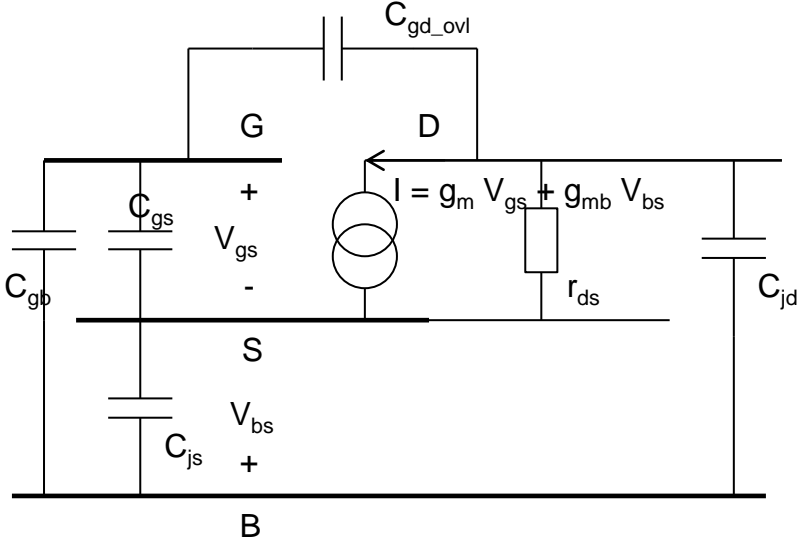 C_gd_ovl
G
D
+
I = g_m V_gs + g_mb V_bs
C_gs
V_gs
C_gb
-
r_ds
C_jd
S
V_bs
C_js
+
B